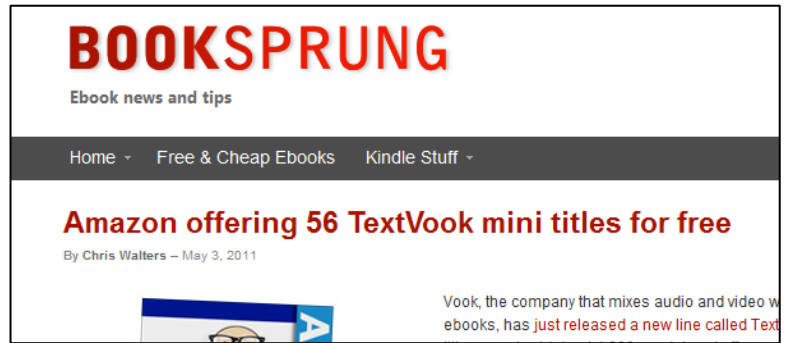 BOOKSPRUNG
Ebook news and tips
Home Free & Cheap Ebooks Kindle Stuff
Amazon offering 56 TextVook mini titles for free
By Chris Walters – May 3, 2011
Vook, the company that mixes audio and video w
ebooks, has just released a new line called Text
A